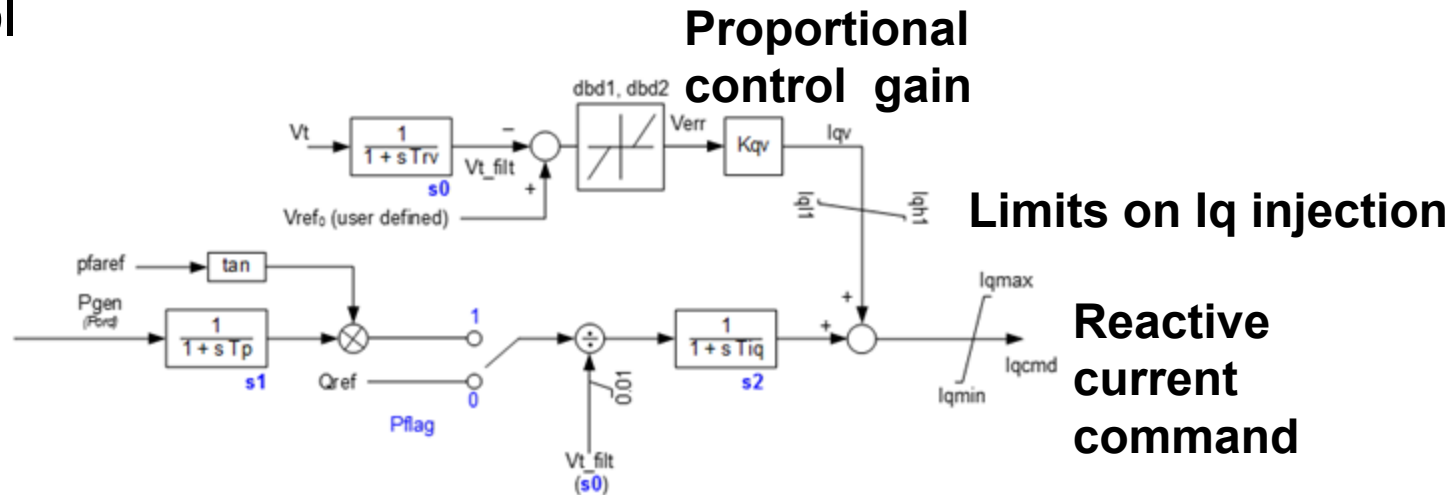 ol
Proportional
control gain
dbd1, dbd2
Vt
1
1 + s Trv
s0
Vt_filt
−
+
Verr
Kqv
Iqv
Vref₀ (user defined)
Iql1
Iqh1
Limits on Iq injection
pfaref
tan
Pgen
1
1 + s Tp
s1
1
Qref
0
Pflag
÷
0.01
Vt_filt
(s0)
1
1 + s Tiq
s2
+
+
Iqmax
Iqmin
Iqcmd
Reactive
current
command